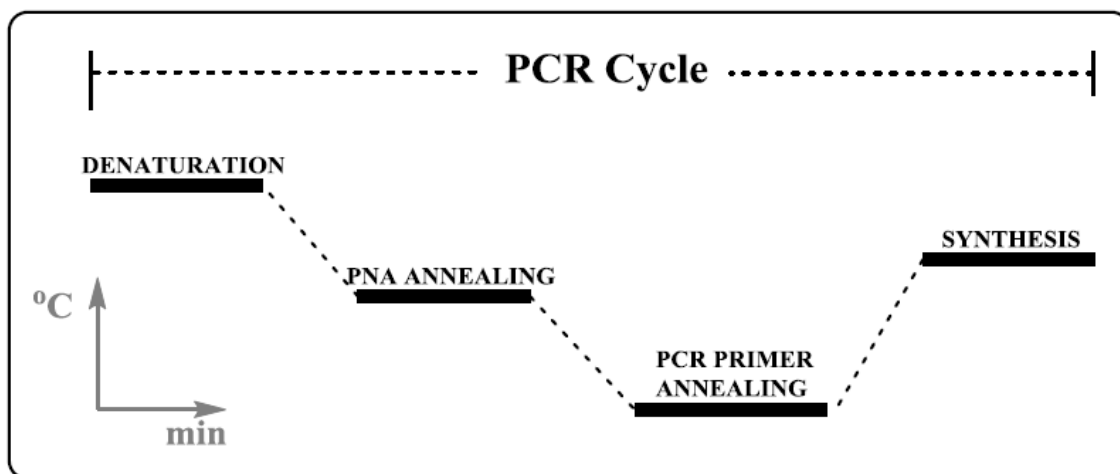 PCR Cycle
DENATURATION
SYNTHESIS
PNA ANNEALING
°C
PCR PRIMER
ANNEALING
min